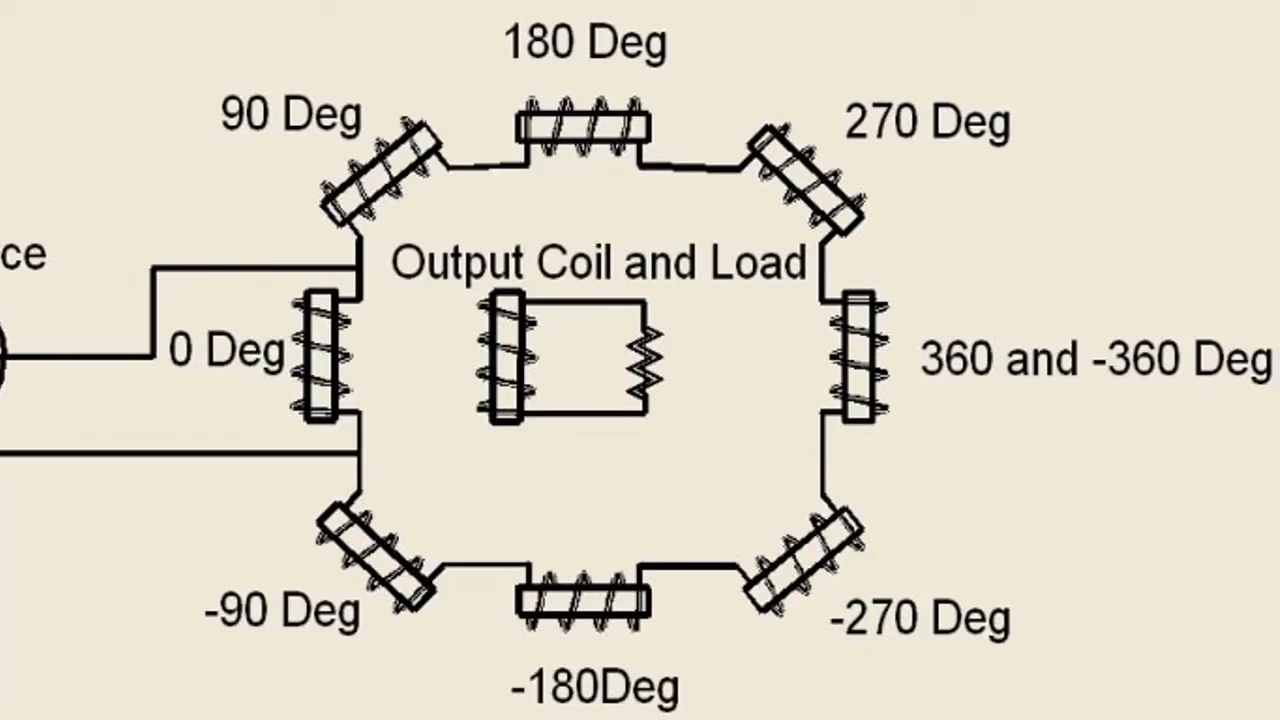 180 Deg
90 Deg
270 Deg
ce
Output Coil and Load
0 Deg
360 and -360 Deg
-90 Deg
-270 Deg
-180Deg